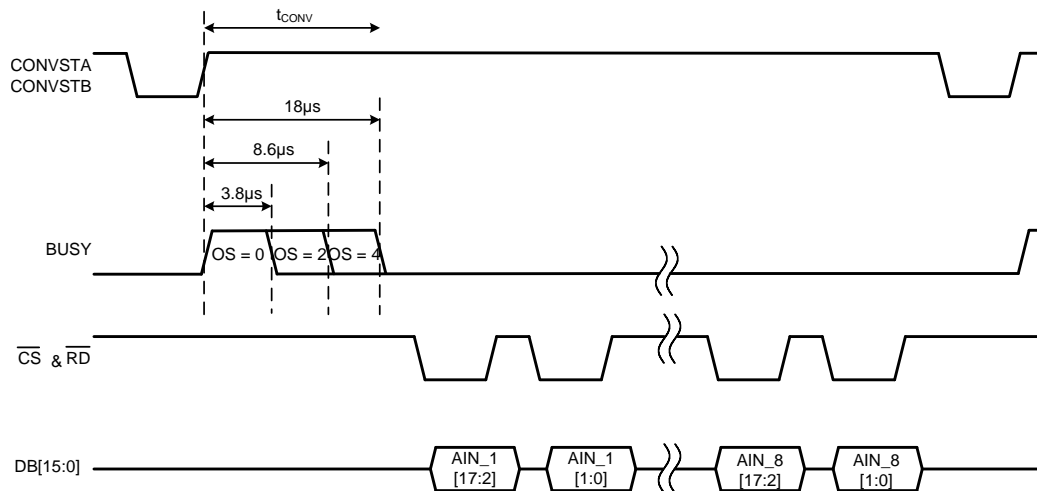 tCONV
CONVSTA
CONVSTB
18µs
8.6µs
3.8µs
BUSY
OS = 0
OS = 2
OS = 4
CS & RD
DB[15:0]
AIN_1
[17:2]
AIN_1
[1:0]
AIN_8
[17:2]
AIN_8
[1:0]